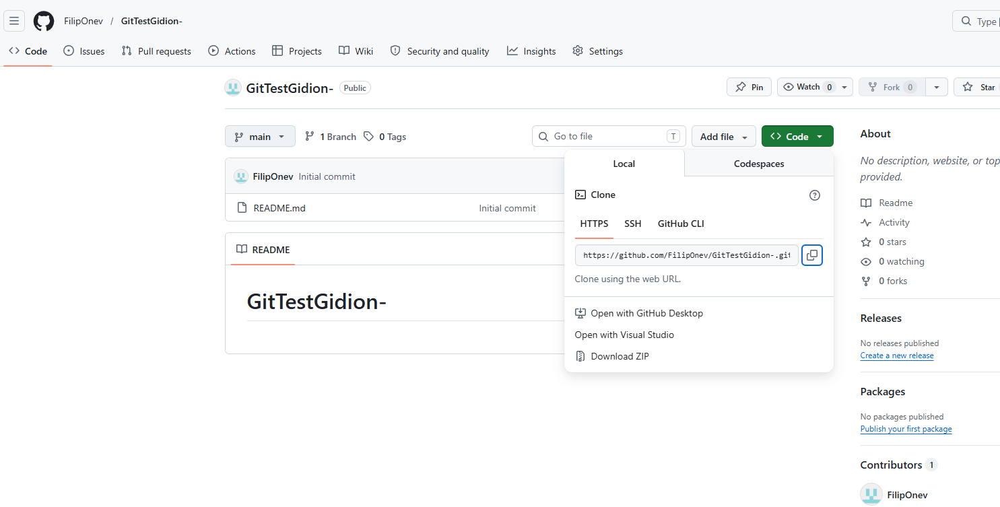 FilipOnev / GitTestGidion-
Type
Code Issues Pull requests Actions Projects Wiki Security and quality Insights Settings
GitTestGidion- Public
Pin Watch 0 Fork 0 Star
main 1 Branch 0 Tags
Go to file T Add file Code
FilipOnev Initial commit
README.md Initial commit
README
GitTestGidion-
Local Codespaces
Clone
HTTPS SSH GitHub CLI
https://github.com/FilipOnev/GitTestGidion-.git
Clone using the web URL.
Open with GitHub Desktop
Open with Visual Studio
Download ZIP
About
No description, website, or top
provided.
Readme
Activity
0 stars
0 watching
0 forks
Releases
No releases published
Create a new release
Packages
No packages published
Publish your first package
Contributors 1
FilipOnev